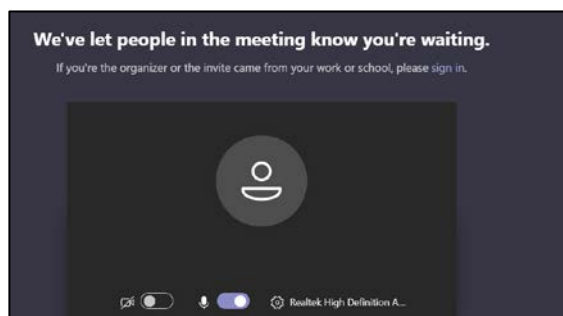 We've let people in the meeting know you're waiting.
If you're the organizer or the invite came from your work or school, please sign in.
Realtek High Definition A...